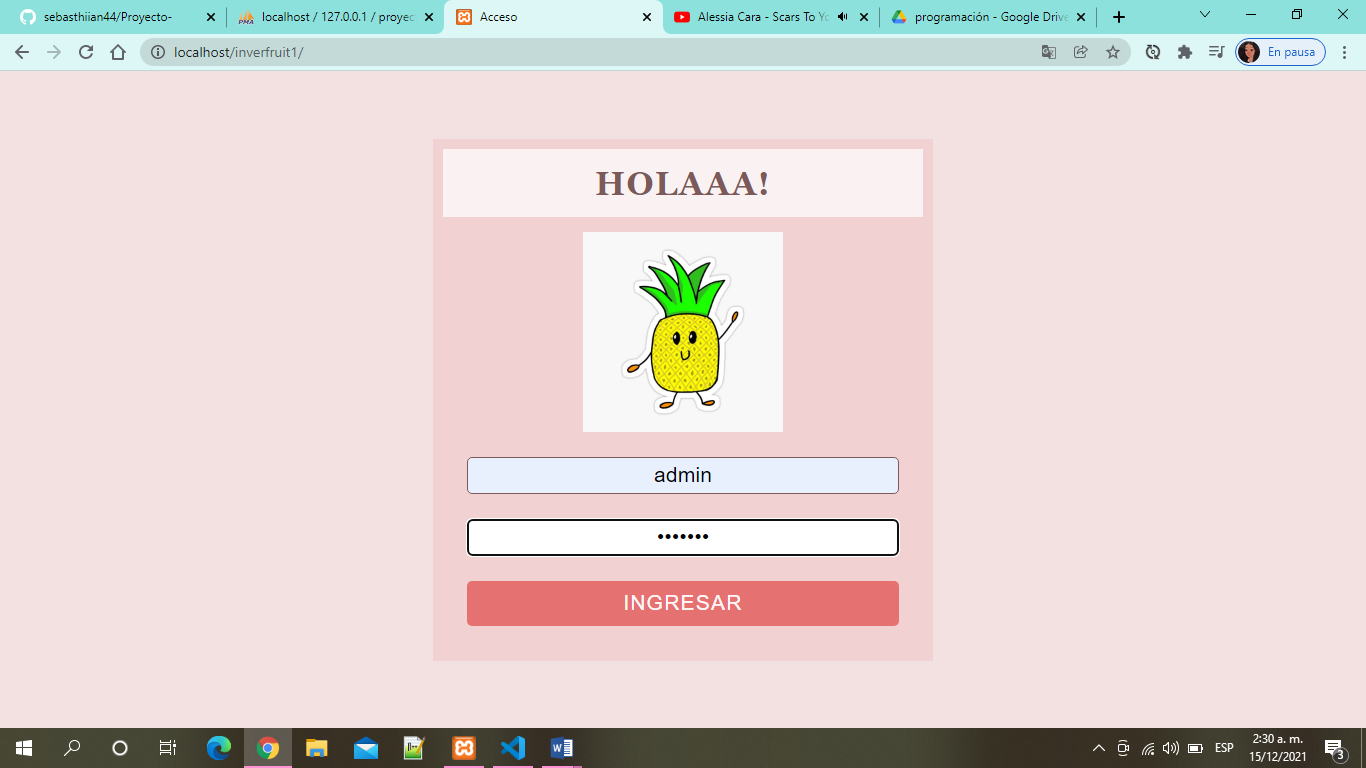 sebasthiian44/Proyecto-
localhost / 127.0.0.1 / proyec
Acceso
Alessia Cara - Scars To Yo
programación - Google Drive
localhost/inverfruit1/
En pausa
HOLAAA!
admin
•••••••
INGRESAR
ESP
2:30 a. m.
15/12/2021
3